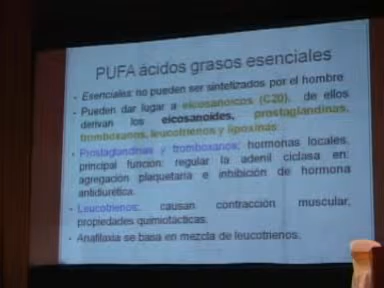 PUFA ácidos grasos esenciales
- Esenciales: no pueden ser sintetizados por el hombre
- Pueden dar lugar a eicosanoicos (C20), de ellos
derivan los eicosanoides, prostaglandinas,
tromboxanos, leucotrienos y lipoxinas.
- Prostaglandinas y tromboxanos: hormonas locales,
principal función: regular la adenil ciclasa en:
agregación plaquetaria e inhibición de hormona
antidiurética.
- Leucotrienos: causan contracción muscular,
propiedades quimiotácticas.
- Anafilaxia se basa en mezcla de leucotrienos.